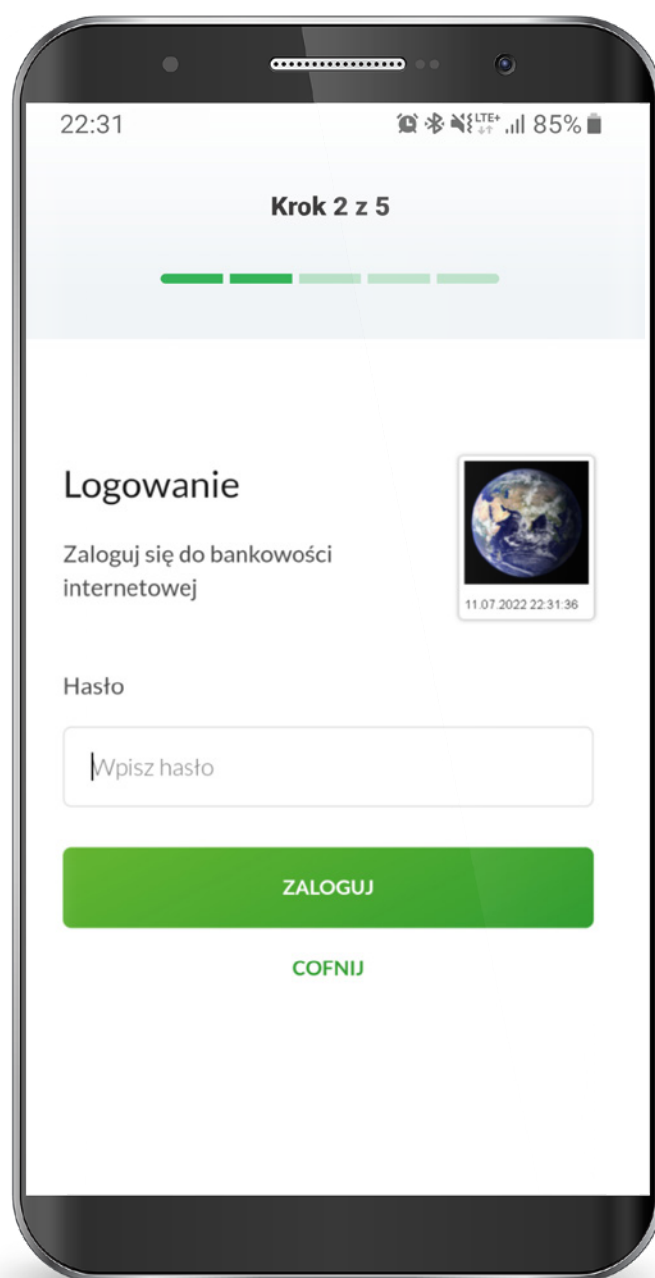 22:31 LTE+ 85%
Krok 2 z 5
Logowanie
Zaloguj się do bankowości
internetowej
11.07.2022 22:31:36
Hasło
Wpisz hasło
ZALOGUJ
COFNIJ